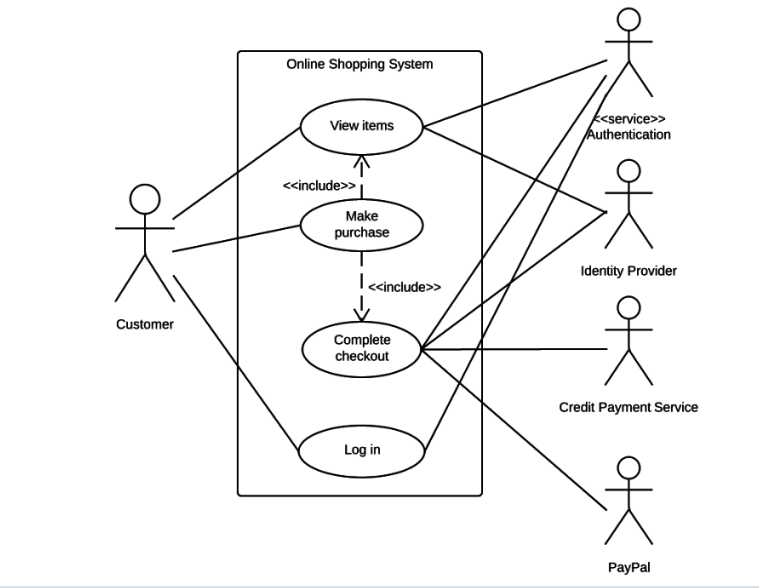 Online Shopping System
View items
<<service>>
Authentication
<<include>>
Make
purchase
Identity Provider
<<include>>
Customer
Complete
checkout
Credit Payment Service
Log in
PayPal